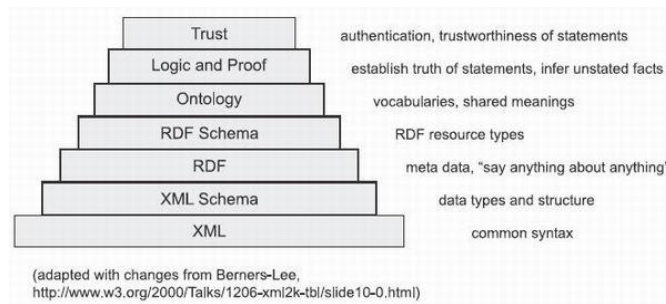 Trust authentication, trustworthiness of statements
Logic and Proof establish truth of statements, infer unstated facts
Ontology vocabularies, shared meanings
RDF Schema RDF resource types
RDF meta data, "say anything about anything"
XML Schema data types and structure
XML common syntax
(adapted with changes from Berners-Lee,
http://www.w3.org/2000/Talks/1206-xml2k-tbl/slide10-0.html)